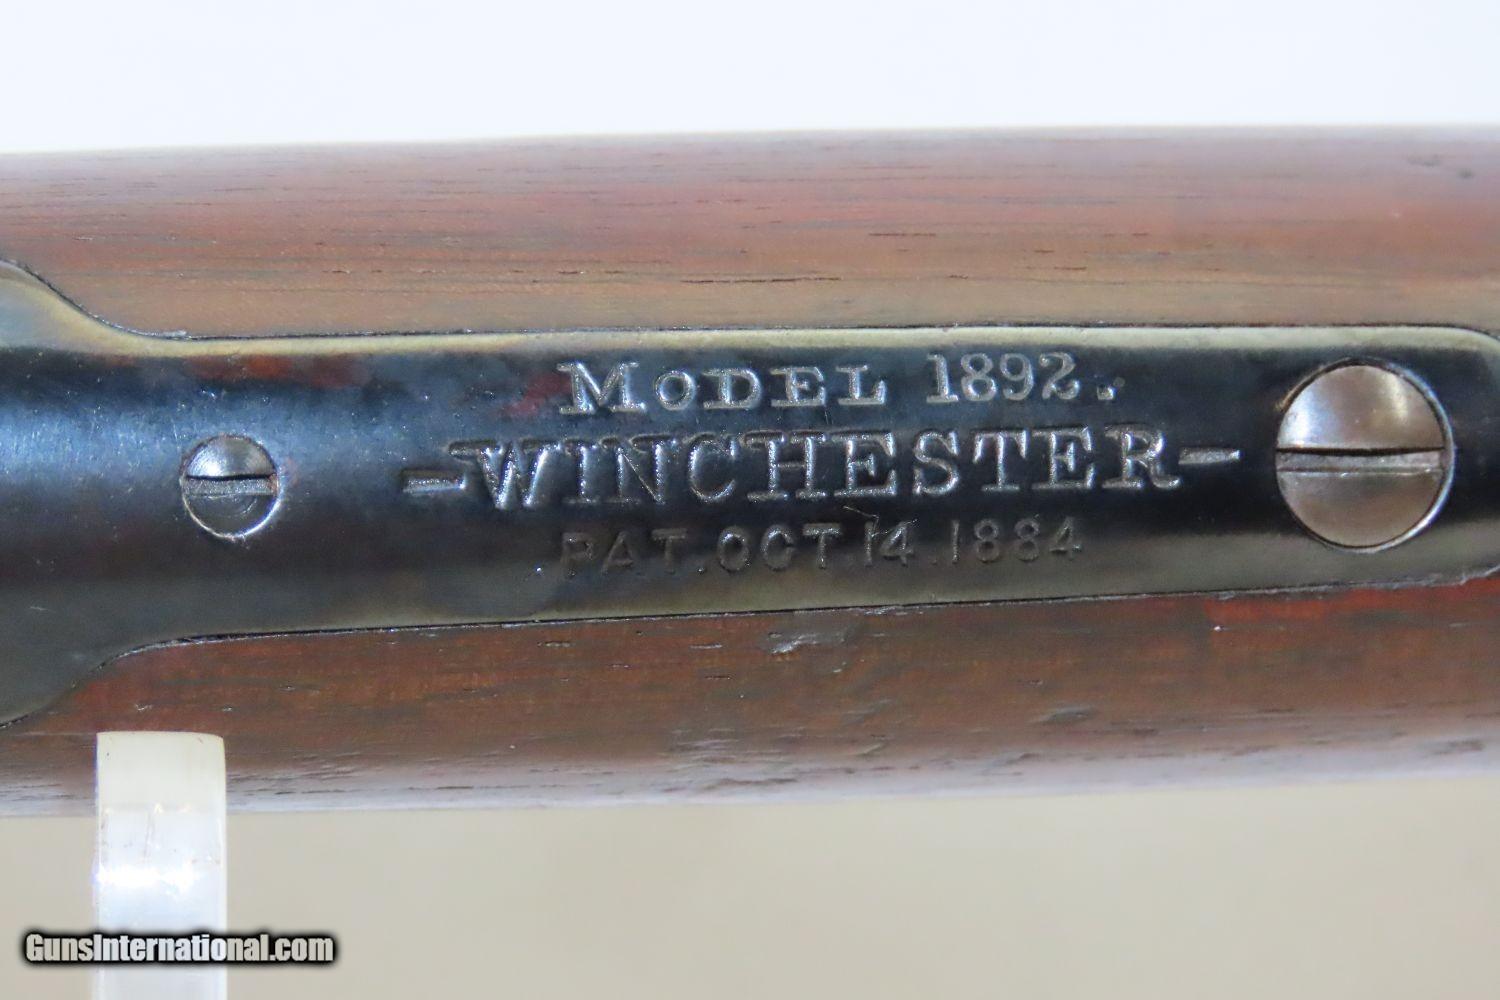 MODEL 1892.
-WINCHESTER-
PAT. OCT. 14. 1884
GunsInternational.com